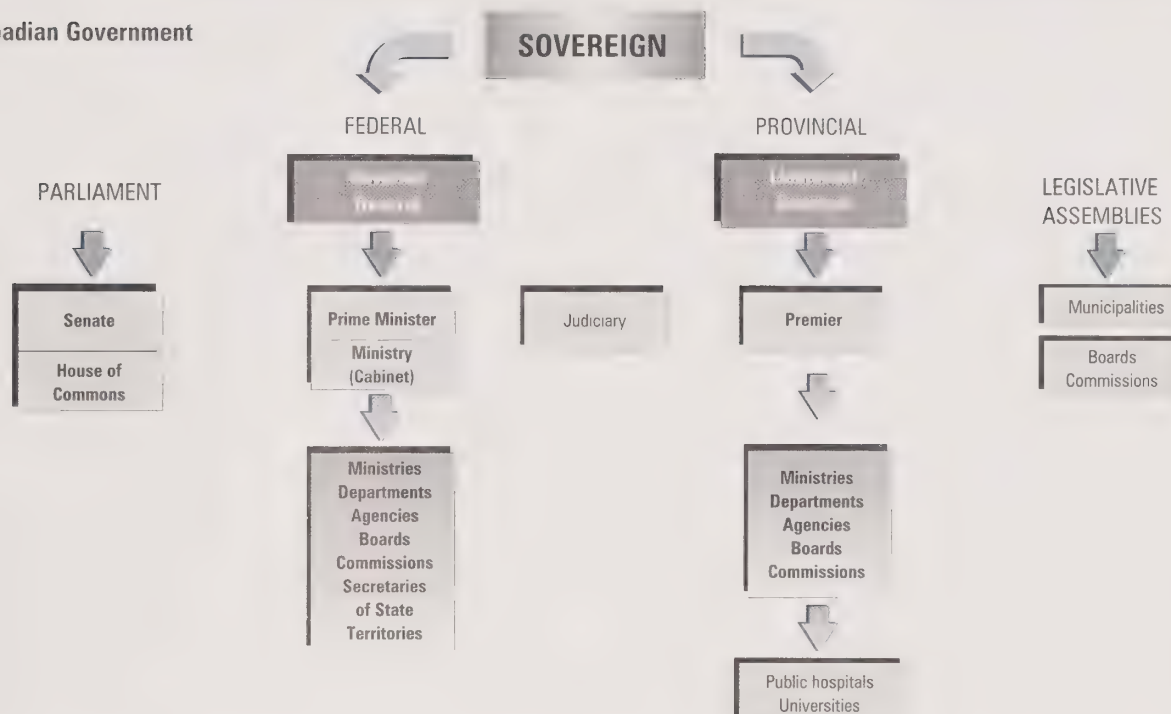 adian Government
SOVEREIGN
FEDERAL
PROVINCIAL
PARLIAMENT
LEGISLATIVE
ASSEMBLIES
Senate
House of
Commons
Prime Minister
Ministry
(Cabinet)
Judiciary
Premier
Municipalities
Boards
Commissions
Ministries
Departments
Agencies
Boards
Commissions
Secretaries
of State
Territories
Ministries
Departments
Agencies
Boards
Commissions
Public hospitals
Universities